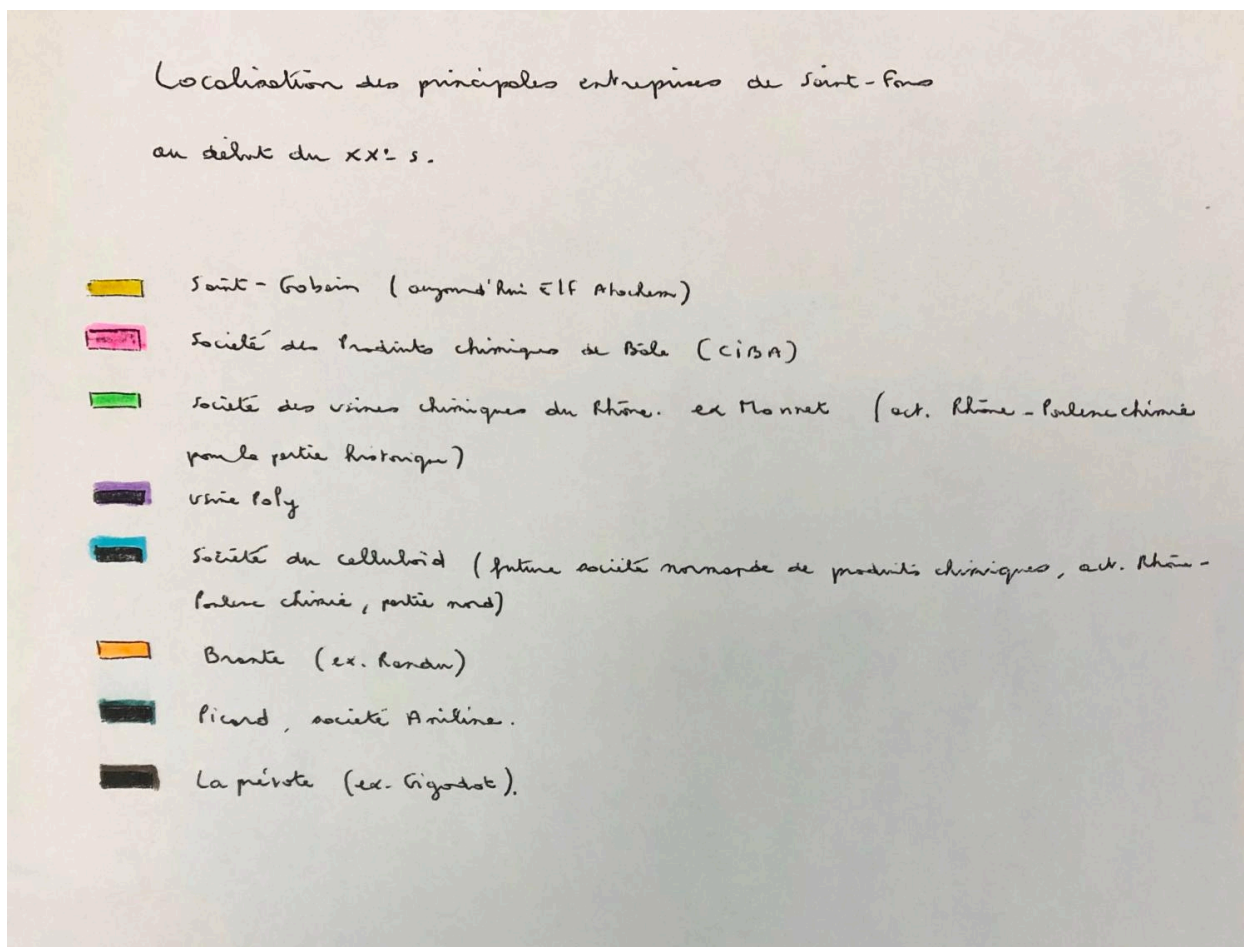 Localisation des principales entreprises de Saint-Fons
au début du XXe s.
Saint-Gobain (aujourd'hui Elf Atochem)
Société des Produits chimiques de Bâle (CIBA)
Société des usines chimiques du Rhône. ex Monnet (act. Rhône-Poulenc chimie
pour la partie historique)
usine Poly
Société du celluloïd (future société normande de produits chimiques, act. Rhône-
Poulenc chimie, partie nord)
(ex.
Picard, société Aniline.
La prévote (ex. Gigodot).